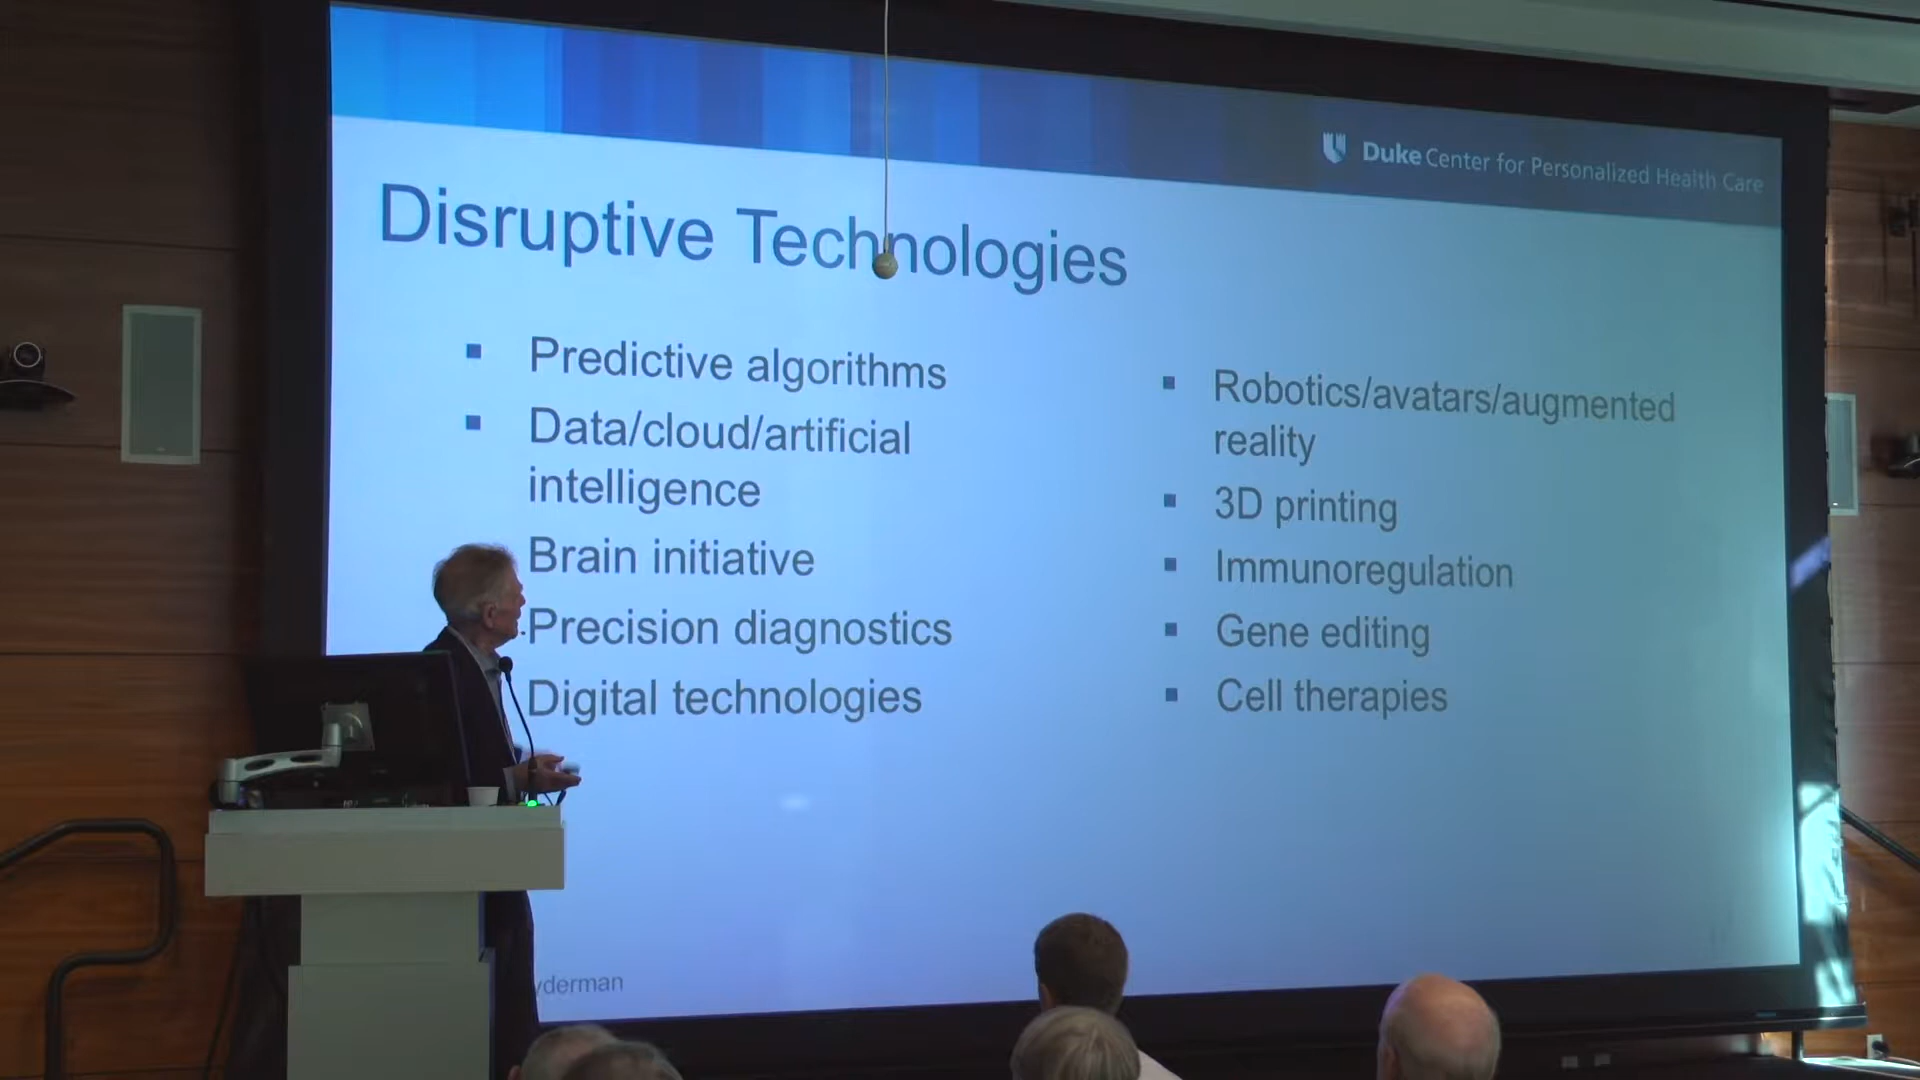 Duke Center for Personalized Health Care
Disruptive Technologies
Predictive algorithms
Data/cloud/artificial
intelligence
Brain initiative
Precision diagnostics
Digital technologies
Robotics/avatars/augmented
reality
3D printing
Immunoregulation
Gene editing
Cell therapies
yderman